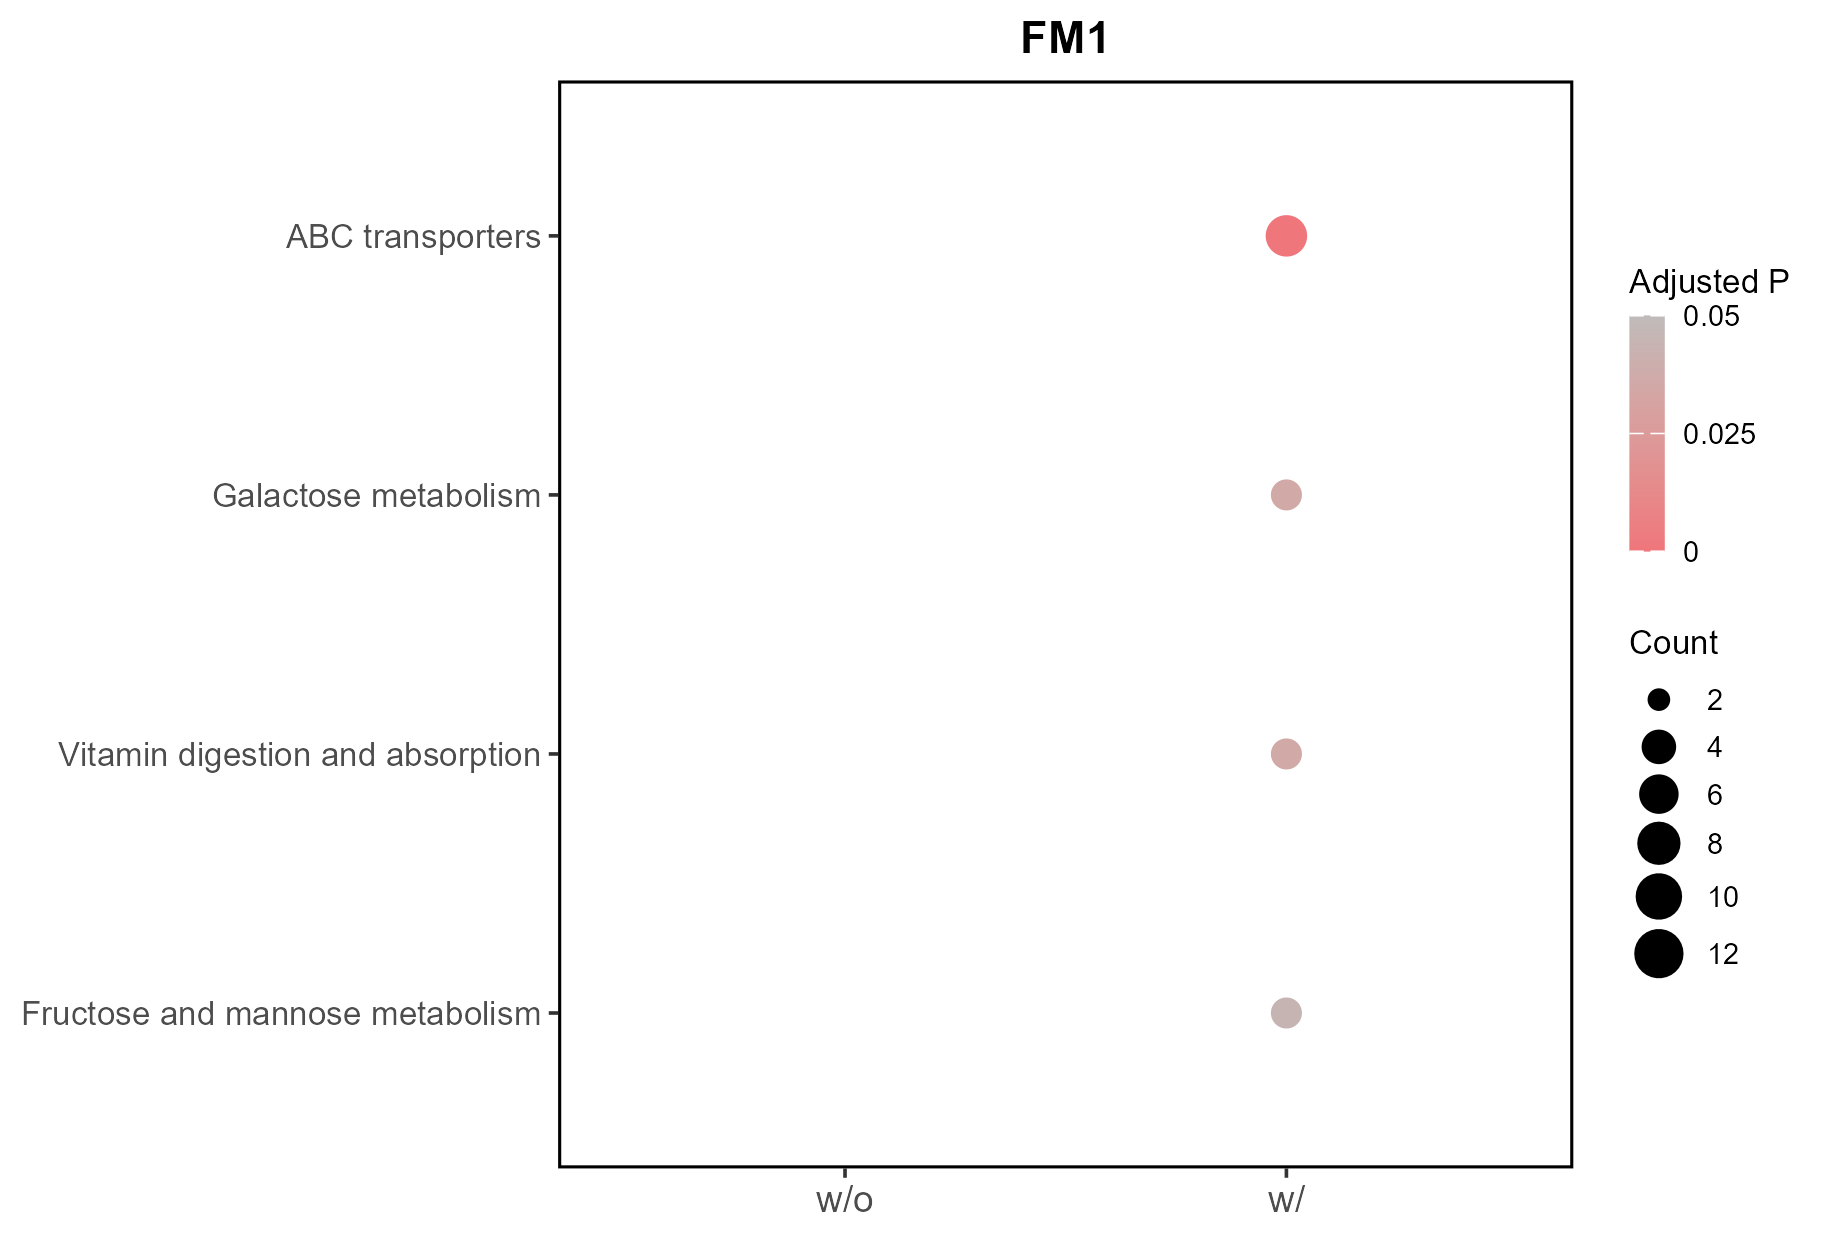 FM1
ABC transporters
Galactose metabolism
Vitamin digestion and absorption
Fructose and mannose metabolism
w/o
w/
Adjusted P
0.05
0.025
0
Count
2
4
6
8
10
12